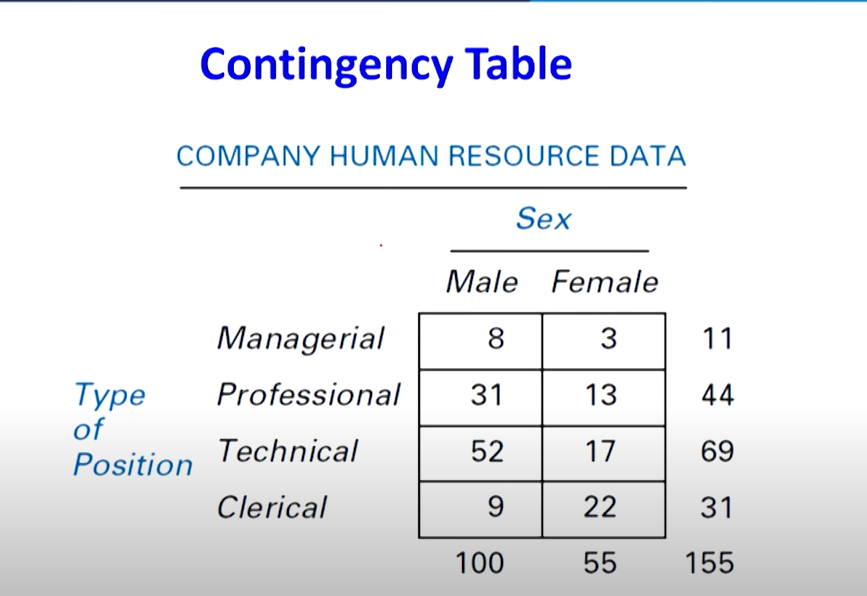 Contingency Table
COMPANY HUMAN RESOURCE DATA
Sex
Male Female
Managerial 8 3 11
Type of Position
Professional 31 13 44
Technical 52 17 69
Clerical 9 22 31
100 55 155